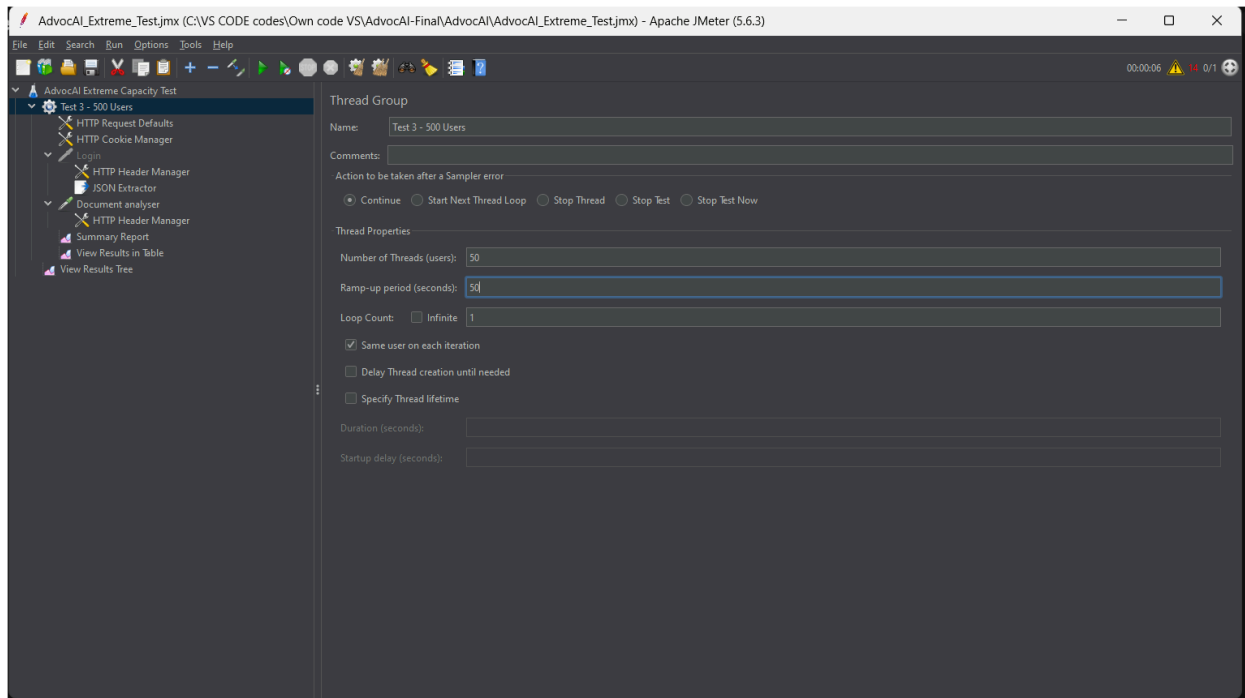 AdvocAI_Extreme_Test.jmx (C:\VS CODE codes\Own code VS\AdvocAI-Final\AdvocAI\AdvocAI_Extreme_Test.jmx) - Apache JMeter (5.6.3)
File Edit Search Run Options Tools Help
00:00:06 0/1
AdvocAI Extreme Capacity Test
Test 3 - 500 Users
HTTP Request Defaults
HTTP Cookie Manager
Login
HTTP Header Manager
JSON Extractor
Document analyser
HTTP Header Manager
Summary Report
View Results in Table
View Results Tree
Thread Group
Name: Test 3 - 500 Users
Comments:
Action to be taken after a Sampler error
Continue Start Next Thread Loop Stop Thread Stop Test Stop Test Now
Thread Properties
Number of Threads (users): 50
Ramp-up period (seconds): 50
Loop Count: Infinite 1
Same user on each iteration
Delay Thread creation until needed
Specify Thread lifetime
Duration (seconds):
Startup delay (seconds):